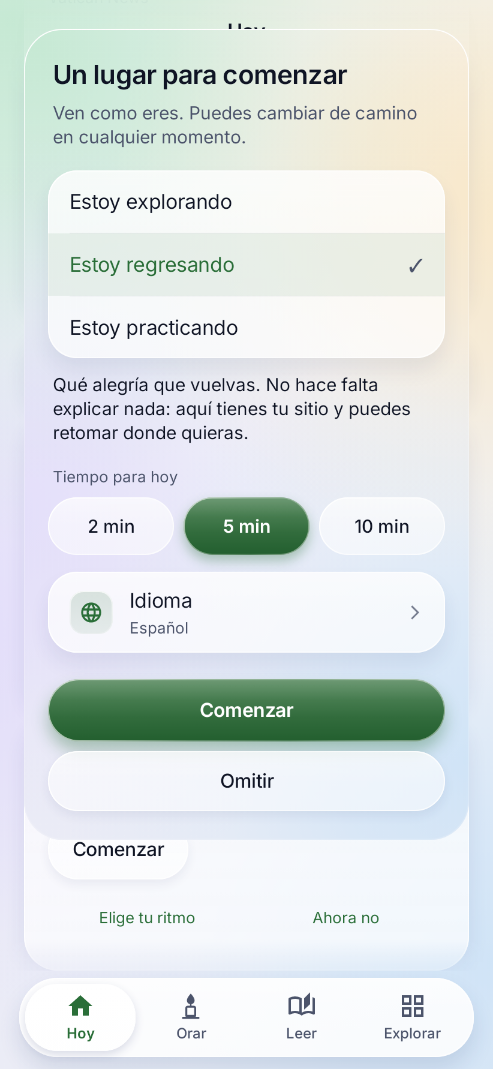 Hoy
Un lugar para comenzar
Ven como eres. Puedes cambiar de camino
en cualquier momento.
Estoy explorando
Estoy regresando ✓
Estoy practicando
Qué alegría que vuelvas. No hace falta
explicar nada: aquí tienes tu sitio y puedes
retomar donde quieras.
Tiempo para hoy
2 min 5 min 10 min
Idioma
Español
Comenzar
Omitir
Comenzar
Elige tu ritmo Ahora no
Hoy Orar Leer Explorar